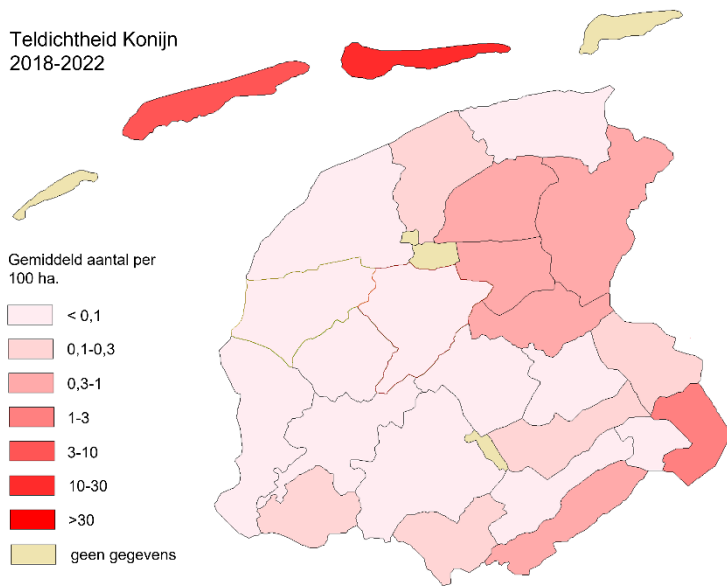 Teldichtheid Konijn
2018-2022
Gemiddeld aantal per
100 ha.
< 0,1
0,1-0,3
0,3-1
1-3
3-10
10-30
>30
geen gegevens